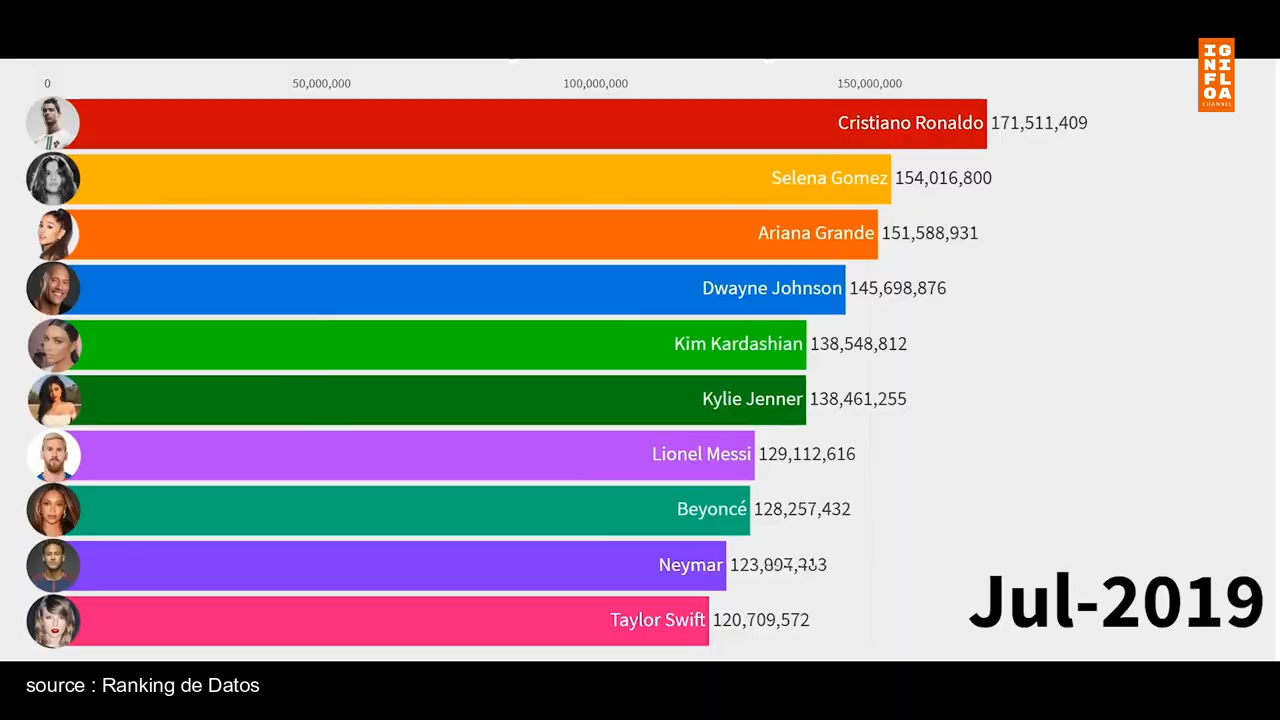 IG
NF
FI
LOA
CHANNEL
0 50,000,000 100,000,000 150,000,000
Cristiano Ronaldo 171,511,409
Selena Gomez 154,016,800
Ariana Grande 151,588,931
Dwayne Johnson 145,698,876
Kim Kardashian 138,548,812
Kylie Jenner 138,461,255
Lionel Messi 129,112,616
Beyoncé 128,257,432
Neymar
Taylor Swift 120,709,572
Jul-2019
source : Ranking de Datos